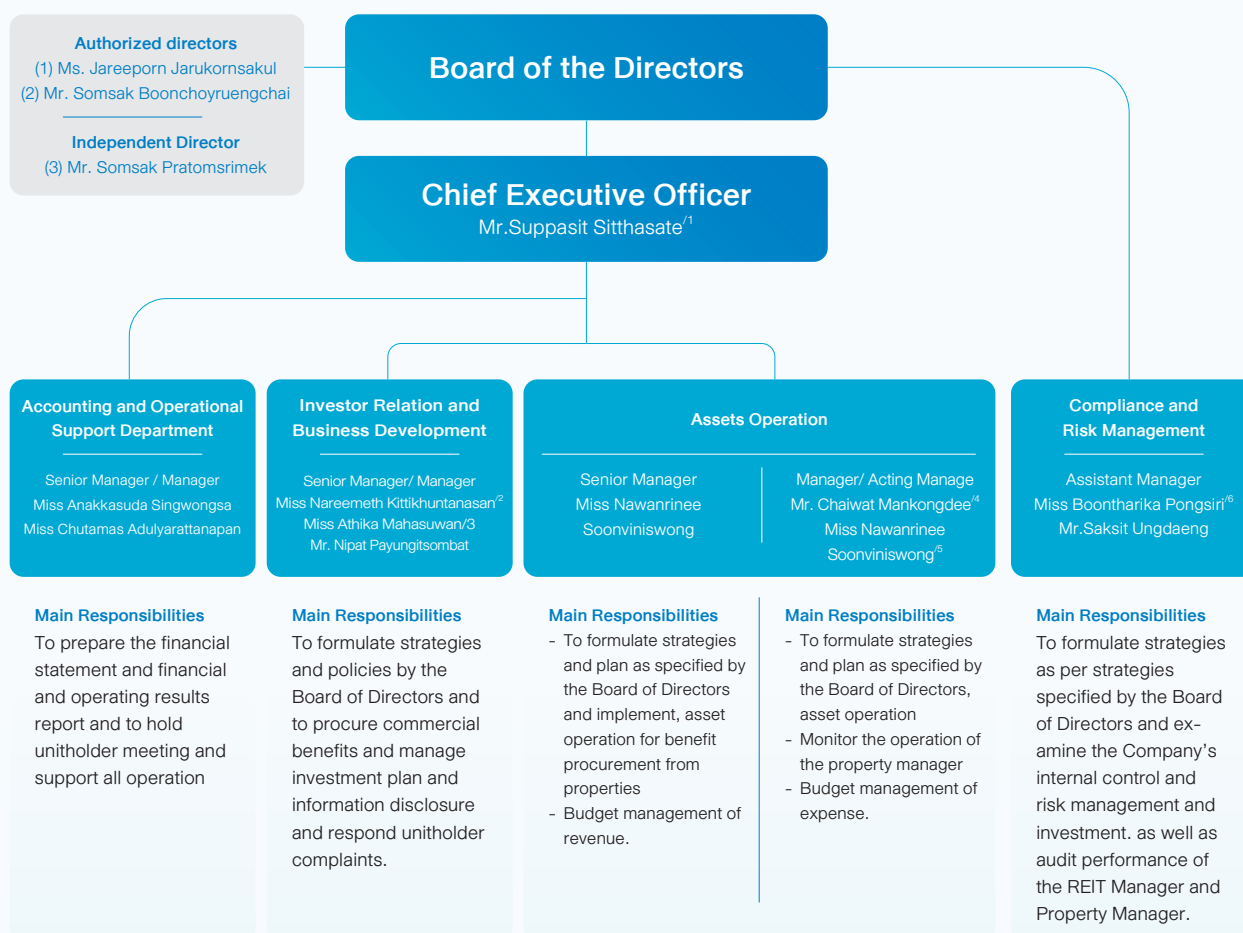 Authorized directors
(1) Ms. Jareeporn Jarukornsakul
(2) Mr. Somsak Boonchoyruengchai
Independent Director
(3) Mr. Somsak Pratomsrimek
Board of the Directors
Chief Executive Officer
Mr.Suppasit Sitthasate/1
Accounting and Operational
Support Department
Senior Manager / Manager
Miss Anakkasuda Singwongsa
Miss Chutamas Adulyarattanapan
Investor Relation and
Business Development
Senior Manager/ Manager
Miss Nareemeth Kittikhuntanasan/2
Miss Athika Mahasuwan/3
Mr. Nipat Payungitsombat
Assets Operation
Senior Manager
Miss Nawanrinee
Soonviniswong
Manager/ Acting Manage
Mr. Chaiwat Mankongdee/4
Miss Nawanrinee
Soonviniswong/5
Compliance and
Risk Management
Assistant Manager
Miss Boontharika Pongsiri/6
Mr.Saksit Ungdaeng
Main Responsibilities
To prepare the financial
statement and financial
and operating results
report and to hold
unitholder meeting and
support all operation
Main Responsibilities
To formulate strategies
and policies by the
Board of Directors and
to procure commercial
benefits and manage
investment plan and
information disclosure
and respond unitholder
complaints.
Main Responsibilities
- To formulate strategies
and plan as specified by
the Board of Directors
and implement, asset
operation for benefit
procurement from
properties
- Budget management of
revenue.
Main Responsibilities
- To formulate strategies
and plan as specified by
the Board of Directors,
asset operation
- Monitor the operation of
the property manager
- Budget management of
expense.
Main Responsibilities
To formulate strategies
as per strategies
specified by the Board
of Directors and ex-
amine the Company's
internal control and
risk management and
investment. as well as
audit performance of
the REIT Manager and
Property Manager.